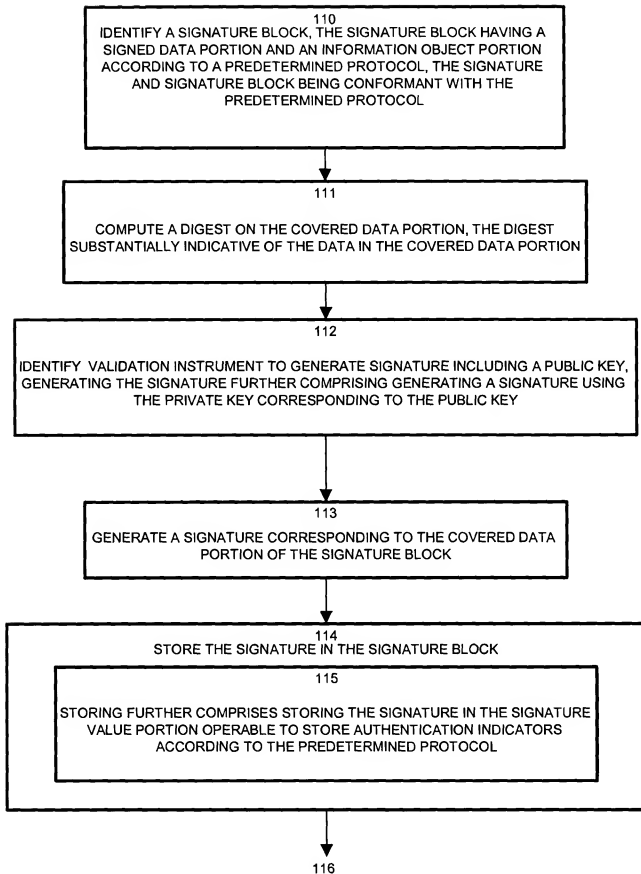 110
IDENTIFY A SIGNATURE BLOCK, THE SIGNATURE BLOCK HAVING A
SIGNED DATA PORTION AND AN INFORMATION OBJECT PORTION
ACCORDING TO A PREDETERMINED PROTOCOL, THE SIGNATURE
AND SIGNATURE BLOCK BEING CONFORMANT WITH THE
PREDETERMINED PROTOCOL
111
COMPUTE A DIGEST ON THE COVERED DATA PORTION, THE DIGEST
SUBSTANTIALLY INDICATIVE OF THE DATA IN THE COVERED DATA PORTION
112
IDENTIFY VALIDATION INSTRUMENT TO GENERATE SIGNATURE INCLUDING A PUBLIC KEY,
GENERATING THE SIGNATURE FURTHER COMPRISING GENERATING A SIGNATURE USING
THE PRIVATE KEY CORRESPONDING TO THE PUBLIC KEY
113
GENERATE A SIGNATURE CORRESPONDING TO THE COVERED DATA
PORTION OF THE SIGNATURE BLOCK
114
STORE THE SIGNATURE IN THE SIGNATURE BLOCK
115
STORING FURTHER COMPRISES STORING THE SIGNATURE IN THE SIGNATURE
VALUE PORTION OPERABLE TO STORE AUTHENTICATION INDICATORS
ACCORDING TO THE PREDETERMINED PROTOCOL
116